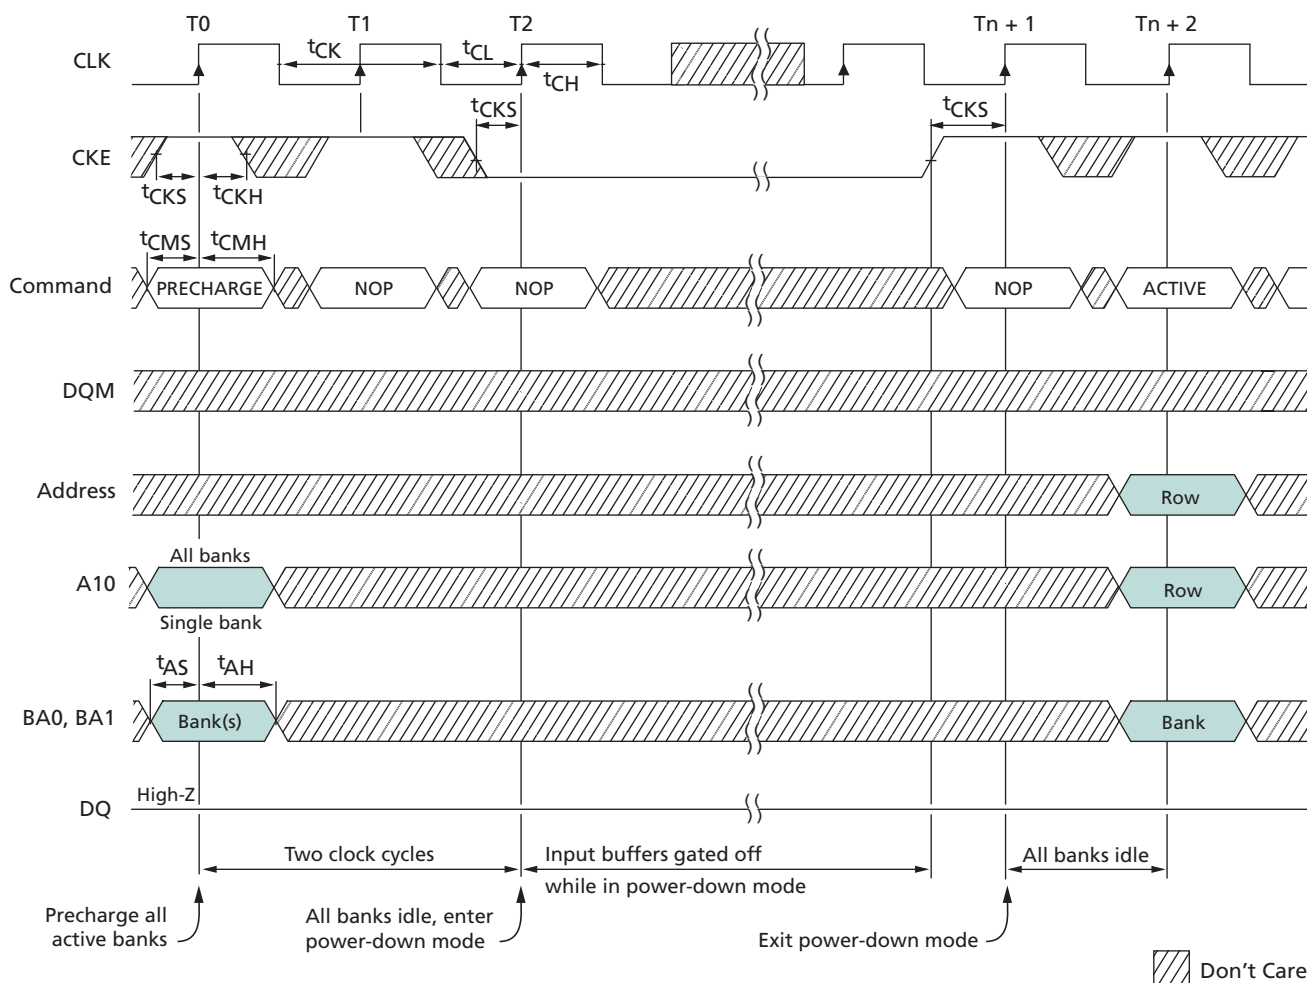 T0 T1 T2 Tn + 1 Tn + 2
CLK
tCK tCL
tCH
tCKS tCKS
CKE
tCKS tCKH
tCMS tCMH
Command PRECHARGE NOP NOP NOP ACTIVE
DQM
Address Row
All banks
A10 Row
Single bank
tAS tAH
BA0, BA1 Bank(s) Bank
High-Z
DQ
Two clock cycles
Input buffers gated off
while in power-down mode
All banks idle
Precharge all
active banks
All banks idle, enter
power-down mode
Exit power-down mode
Don't Care